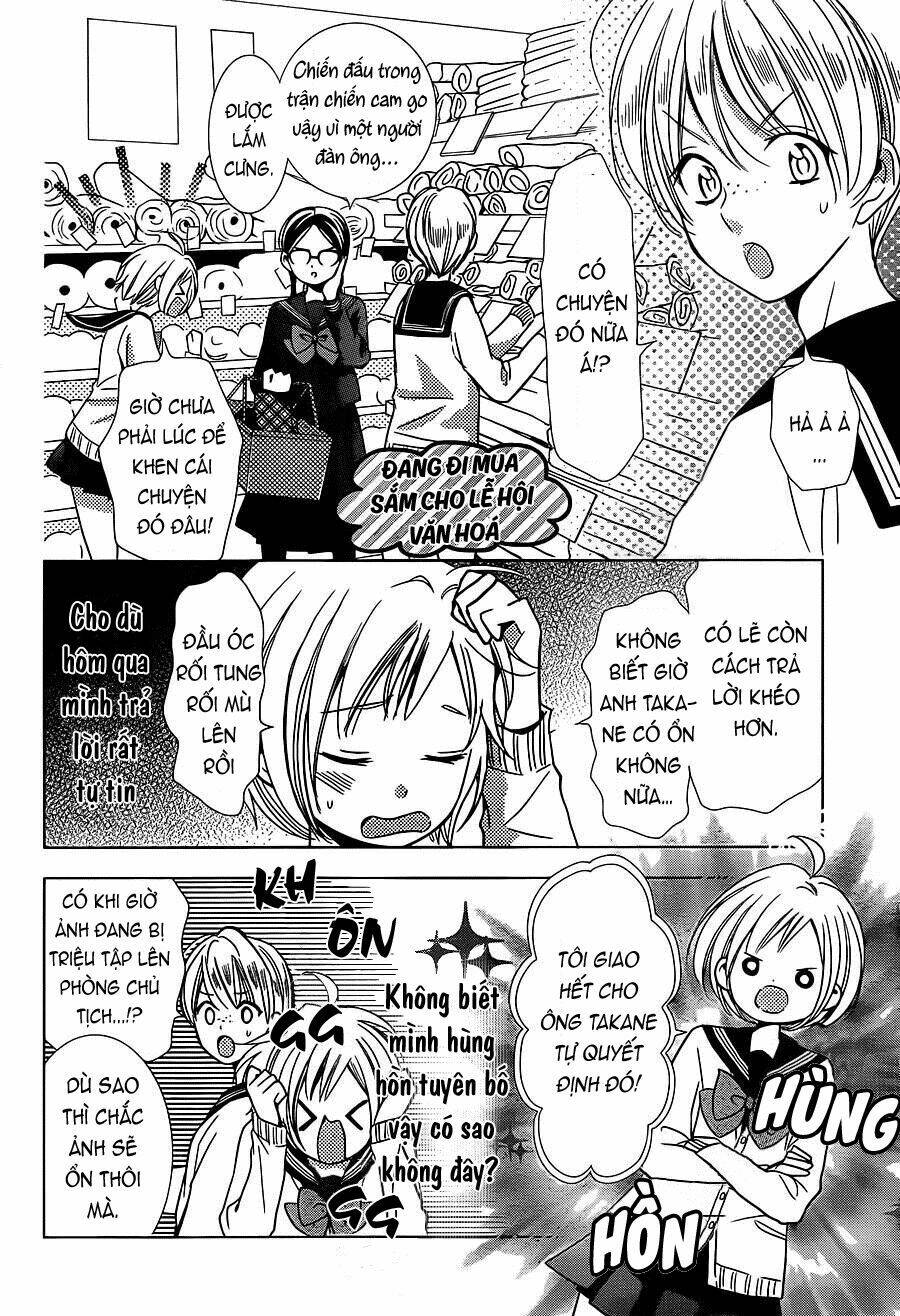 HẢ Ả Ả
...
CÓ
CHUYỆN
ĐÓ NỮA
Á!?
Chiến đấu trong
trận chiến cam go
vậy vì một người
đàn ông...
ĐƯỢC
LẮM
CƯNG.
GIỜ CHƯA
PHẢI LÚC ĐỂ
KHEN CÁI
CHUYỆN
ĐÓ ĐÂU!
ĐANG ĐI MUA
SẮM CHO LỄ HỘI
VĂN HOÁ
CÓ LẼ CÒN
CÁCH TRẢ
LỜI KHÉO
HƠN.
KHÔNG
BIẾT GIỜ
ANH TAKA-
NE CÓ ỔN
KHÔNG
NỮA...
ĐẦU ÓC
RỐI TUNG
RỐI MÙ
LÊN
RỒI
Cho dù
hôm qua
mình trả
lời rất
tự tin
TÔI GIAO
HẾT CHO
ÔNG TAKANE
TỰ QUYẾT
ĐỊNH ĐÓ!
HÙNG
HỒN
Không biết
mình hùng
hồn tuyên bố
vậy có sao
không đây?
KH
ÔN
GG
GG
CÓ KHI GIỜ
ẢNH ĐANG BỊ
TRIỆU TẬP LÊN
PHÒNG CHỦ
TỊCH...!?
DÙ SAO
THÌ CHẮC
ẢNH SẼ
ỔN THÔI
MÀ.